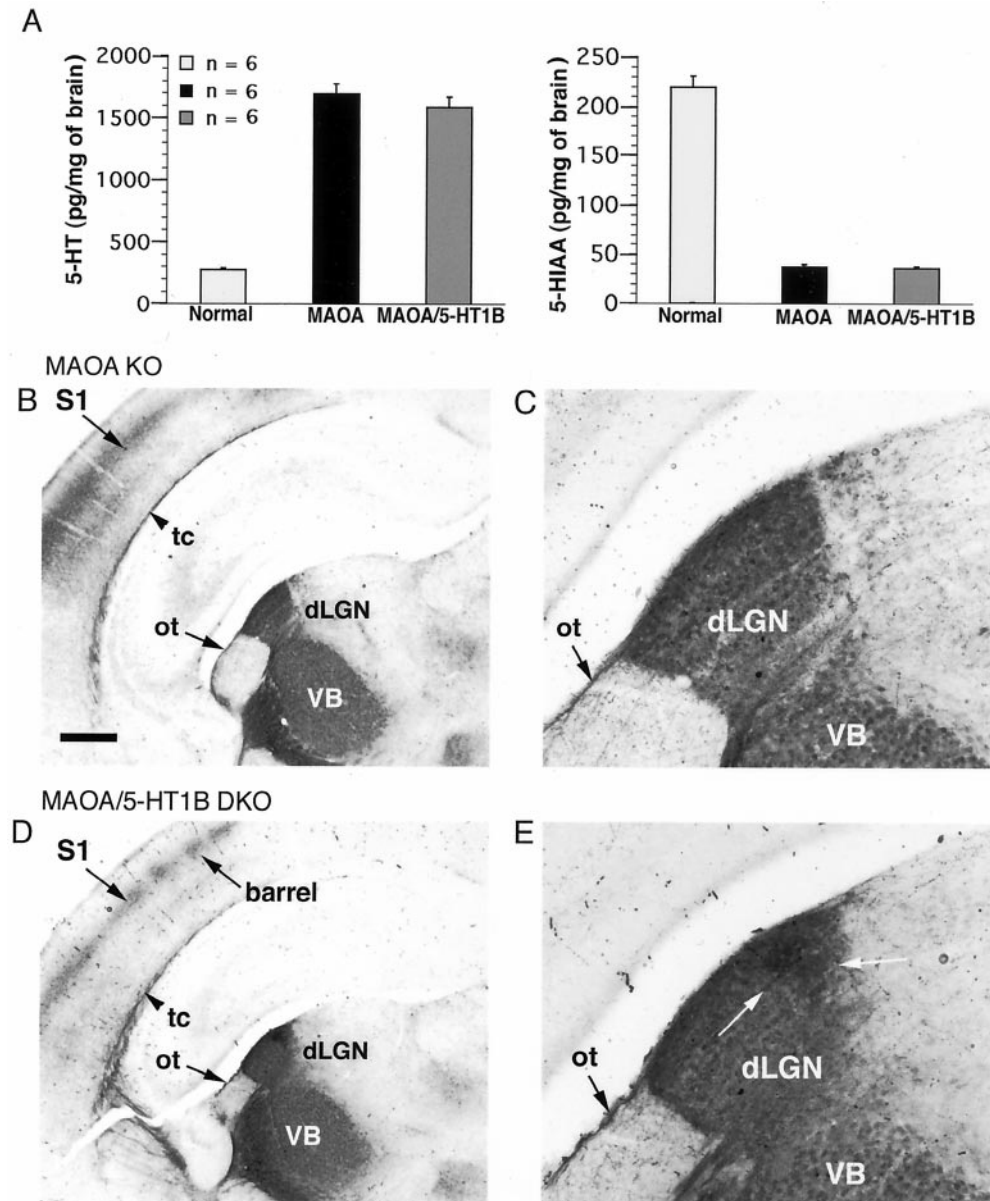 A
5-HT (pg/mg of brain)
2000
1500
1000
500
0
n = 6
n = 6
n = 6
Normal
MAOA
MAOA/5-HT1B
5-HIAA (pg/mg of brain)
250
200
150
100
50
0
Normal
MAOA
MAOA/5-HT1B
MAOA KO
B
S1
tc
ot
dLGN
VB
C
dLGN
ot
VB
MAOA/5-HT1B DKO
D
S1
barrel
tc
ot
dLGN
VB
E
ot
dLGN
VB